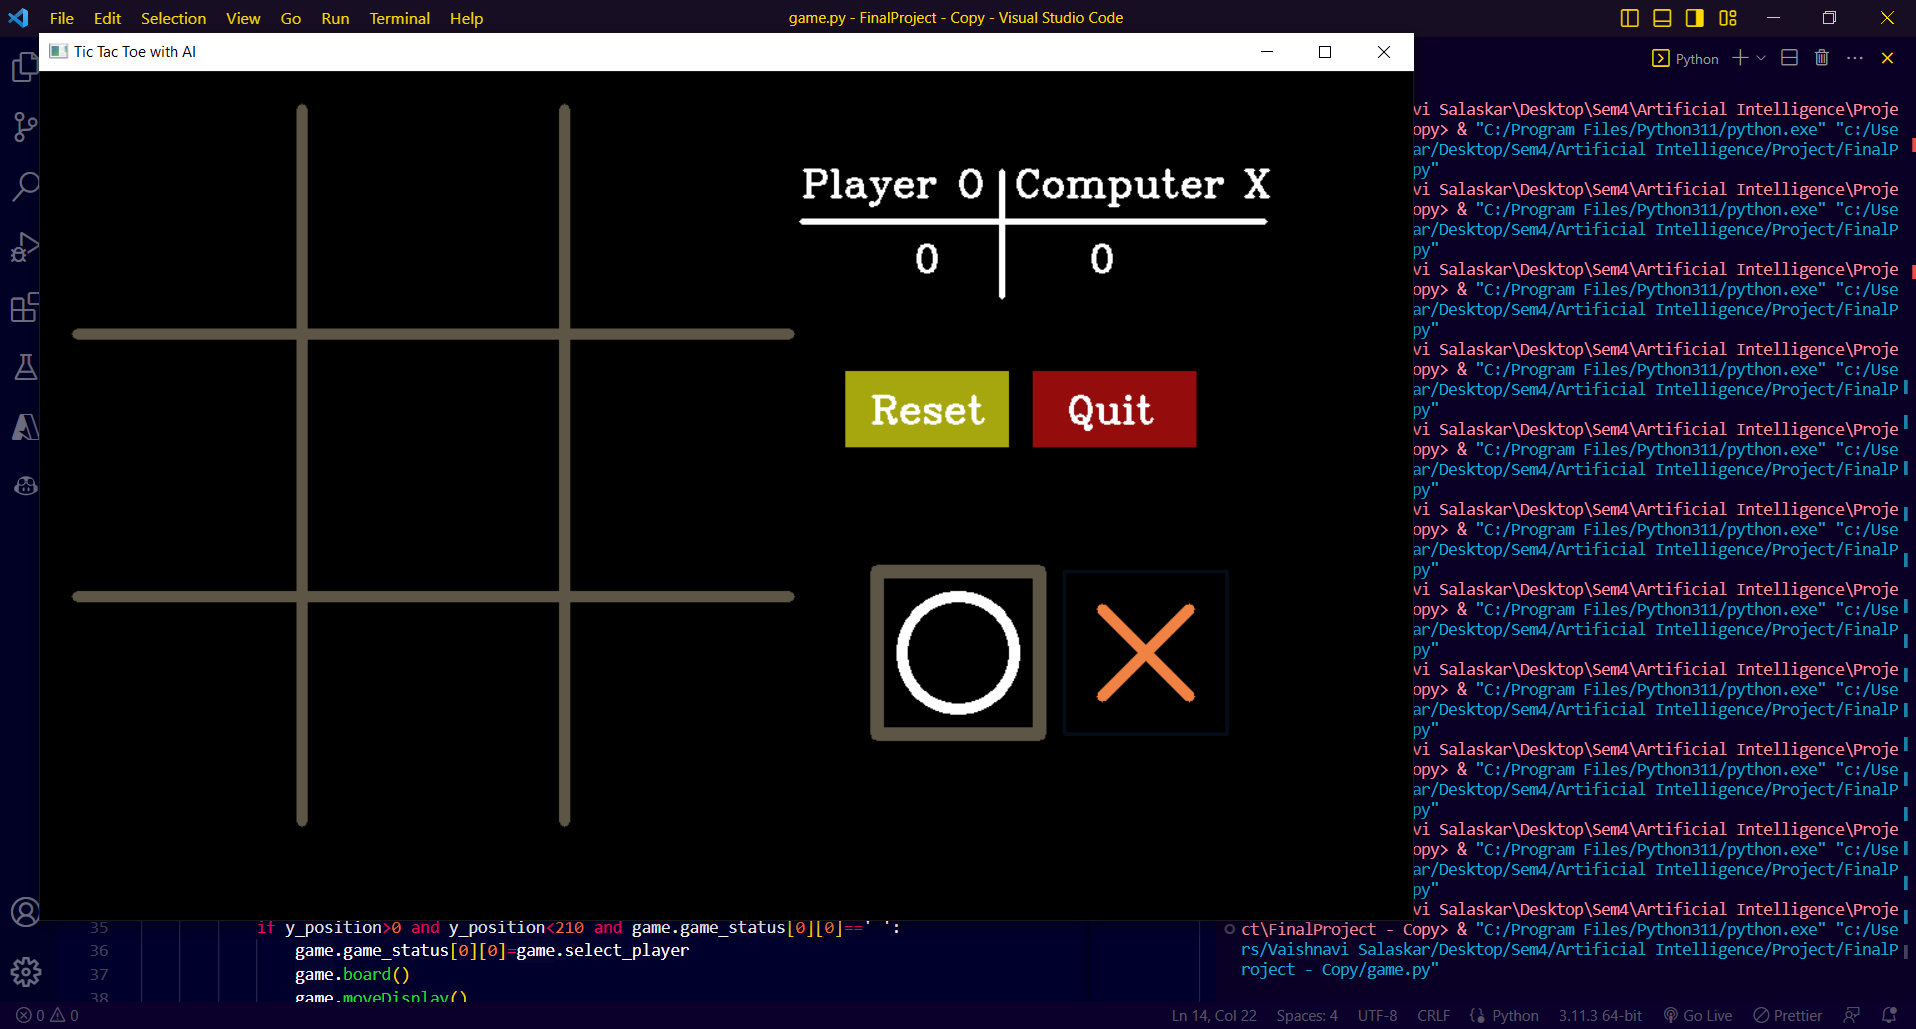 File Edit Selection View Go Run Terminal Help
game.py - FinalProject - Copy - Visual Studio Code
Tic Tac Toe with AI
Python
Player O Computer X
0 0
Reset Quit
vi Salaskar\Desktop\Sem4\Artificial Intelligence\Proje
opy> & "C:/Program Files/Python311/python.exe" "c:/Use
ar/Desktop/Sem4/Artificial Intelligence/Project/FinalP
py"
vi Salaskar\Desktop\Sem4\Artificial Intelligence\Proje
opy> & "C:/Program Files/Python311/python.exe" "c:/Use
ar/Desktop/Sem4/Artificial Intelligence/Project/FinalP
py"
vi Salaskar\Desktop\Sem4\Artificial Intelligence\Proje
opy> & "C:/Program Files/Python311/python.exe" "c:/Use
ar/Desktop/Sem4/Artificial Intelligence/Project/FinalP
py"
vi Salaskar\Desktop\Sem4\Artificial Intelligence\Proje
opy> & "C:/Program Files/Python311/python.exe" "c:/Use
ar/Desktop/Sem4/Artificial Intelligence/Project/FinalP
py"
vi Salaskar\Desktop\Sem4\Artificial Intelligence\Proje
opy> & "C:/Program Files/Python311/python.exe" "c:/Use
ar/Desktop/Sem4/Artificial Intelligence/Project/FinalP
py"
vi Salaskar\Desktop\Sem4\Artificial Intelligence\Proje
opy> & "C:/Program Files/Python311/python.exe" "c:/Use
ar/Desktop/Sem4/Artificial Intelligence/Project/FinalP
py"
vi Salaskar\Desktop\Sem4\Artificial Intelligence\Proje
opy> & "C:/Program Files/Python311/python.exe" "c:/Use
ar/Desktop/Sem4/Artificial Intelligence/Project/FinalP
py"
vi Salaskar\Desktop\Sem4\Artificial Intelligence\Proje
opy> & "C:/Program Files/Python311/python.exe" "c:/Use
ar/Desktop/Sem4/Artificial Intelligence/Project/FinalP
py"
vi Salaskar\Desktop\Sem4\Artificial Intelligence\Proje
opy> & "C:/Program Files/Python311/python.exe" "c:/Use
ar/Desktop/Sem4/Artificial Intelligence/Project/FinalP
py"
vi Salaskar\Desktop\Sem4\Artificial Intelligence\Proje
opy> & "C:/Program Files/Python311/python.exe" "c:/Use
ar/Desktop/Sem4/Artificial Intelligence/Project/FinalP
py"
vi Salaskar\Desktop\Sem4\Artificial Intelligence\Proje
ct\FinalProject - Copy> & "C:/Program Files/Python311/python.exe" "c:/Use
rs/Vaishnavi Salaskar/Desktop/Sem4/Artificial Intelligence/Project/FinalP
roject - Copy/game.py"
35 if y_position>0 and y_position<210 and game.game_status[0][0]==' ':
36 game.game_status[0][0]=game.select_player
37 game.board()
38 game.moveDisplay()
0 0
Ln 14, Col 22 Spaces: 4 UTF-8 CRLF Python 3.11.3 64-bit Go Live Prettier